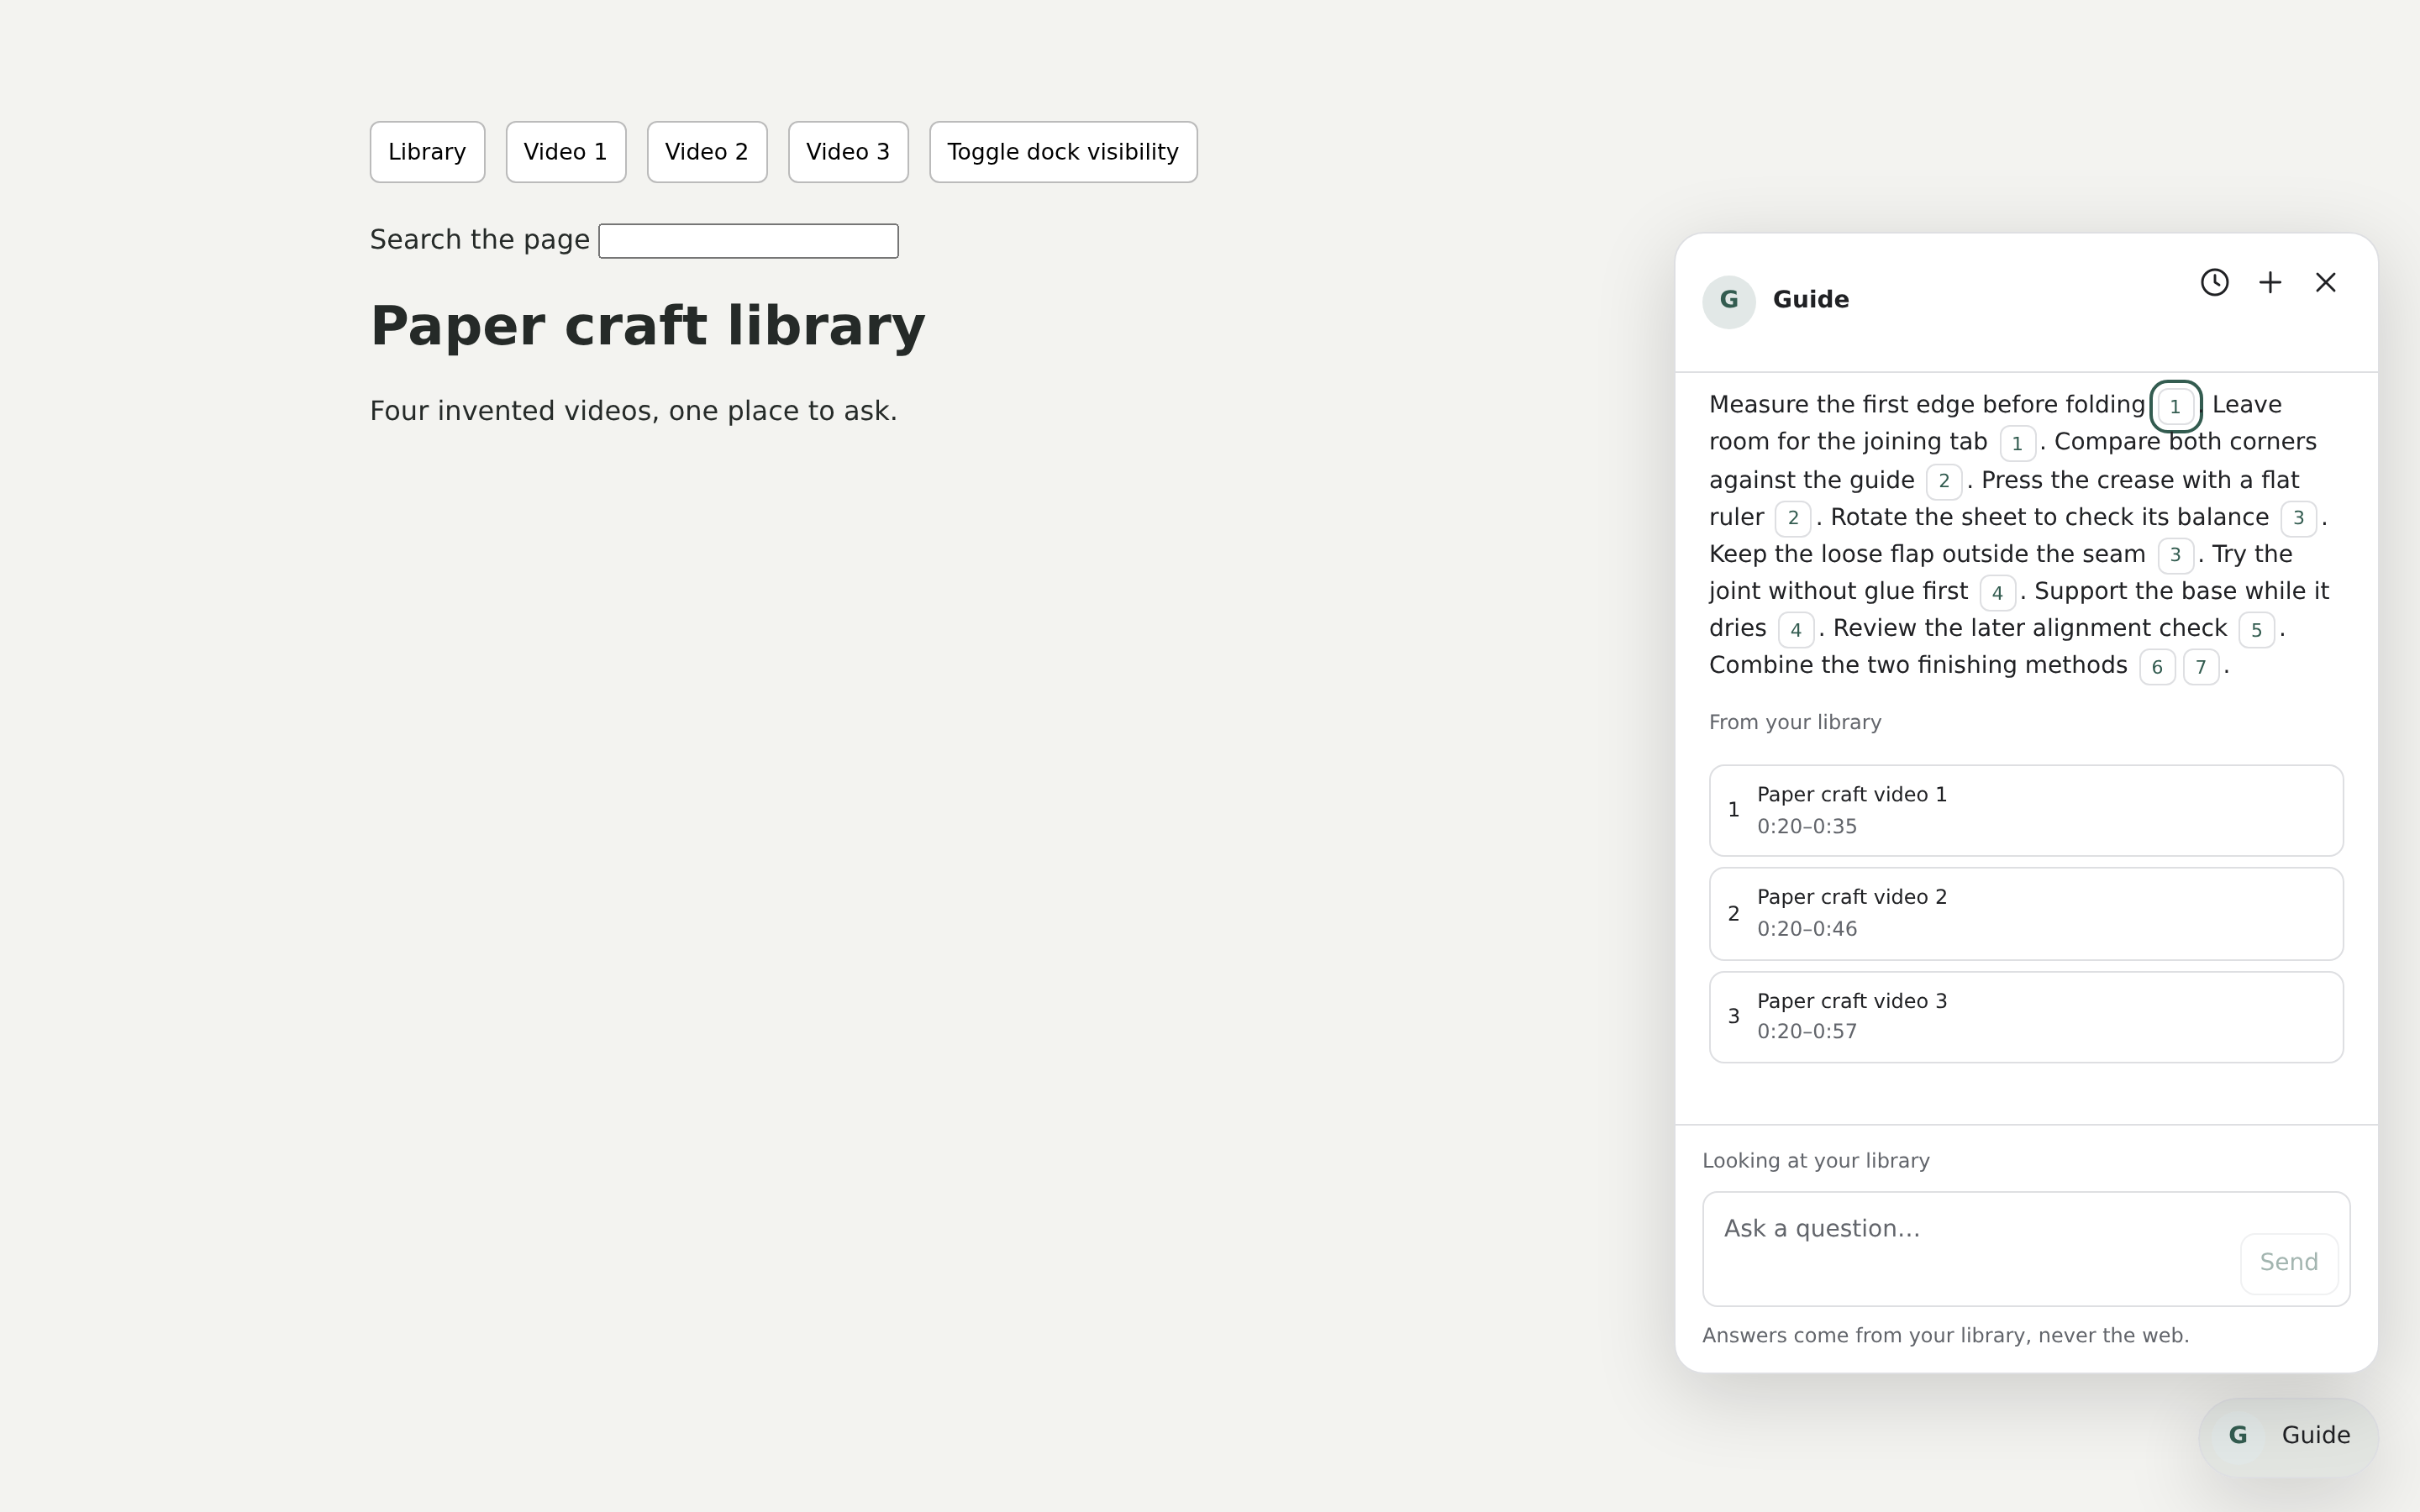 Library Video 1 Video 2 Video 3 Toggle dock visibility
Search the page
Paper craft library
Four invented videos, one place to ask.
G Guide
Measure the first edge before folding 1. Leave
room for the joining tab 1. Compare both corners
against the guide 2. Press the crease with a flat
ruler 2. Rotate the sheet to check its balance 3.
Keep the loose flap outside the seam 3. Try the
joint without glue first 4. Support the base while it
dries 4. Review the later alignment check 5.
Combine the two finishing methods 6 7.
From your library
1 Paper craft video 1
0:20–0:35
2 Paper craft video 2
0:20–0:46
3 Paper craft video 3
0:20–0:57
Looking at your library
Ask a question…
Send
Answers come from your library, never the web.
G Guide